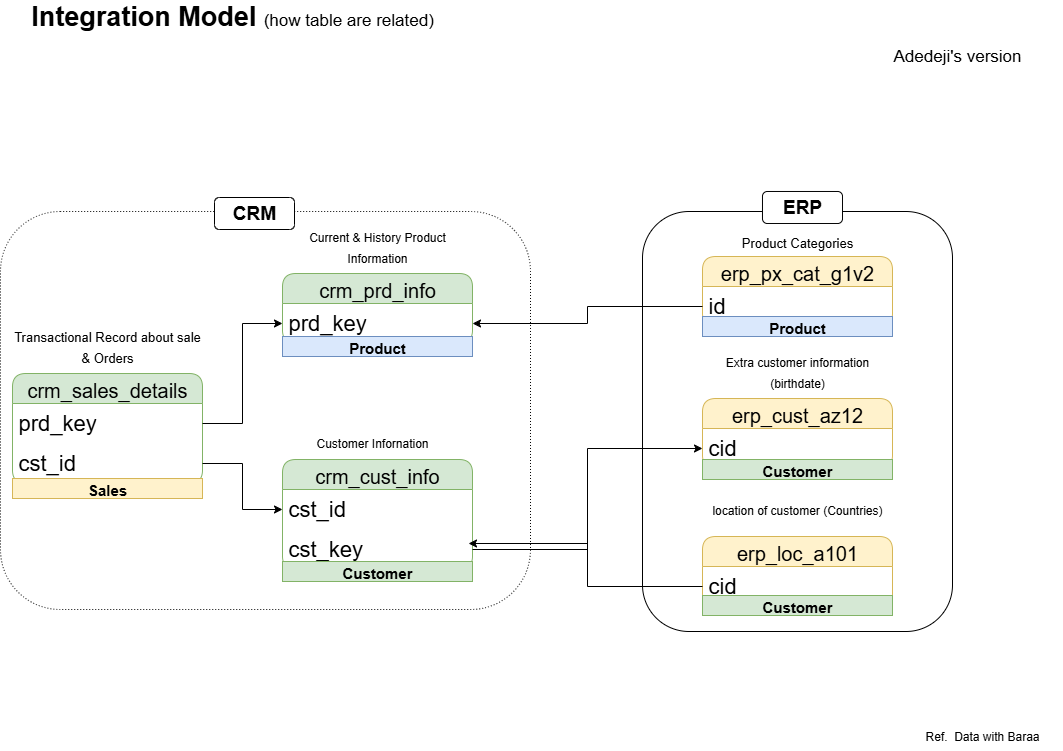 Integration Model (how table are related)
Adedeji's version
CRM
Current & History Product
Information
crm_prd_info
prd_key
Product
Transactional Record about sale
& Orders
crm_sales_details
prd_key
cst_id
Sales
Customer Infornation
crm_cust_info
cst_id
cst_key
Customer
ERP
Product Categories
erp_px_cat_g1v2
id
Product
Extra customer information
(birthdate)
erp_cust_az12
cid
Customer
location of customer (Countries)
erp_loc_a101
cid
Customer
Ref. Data with Baraa